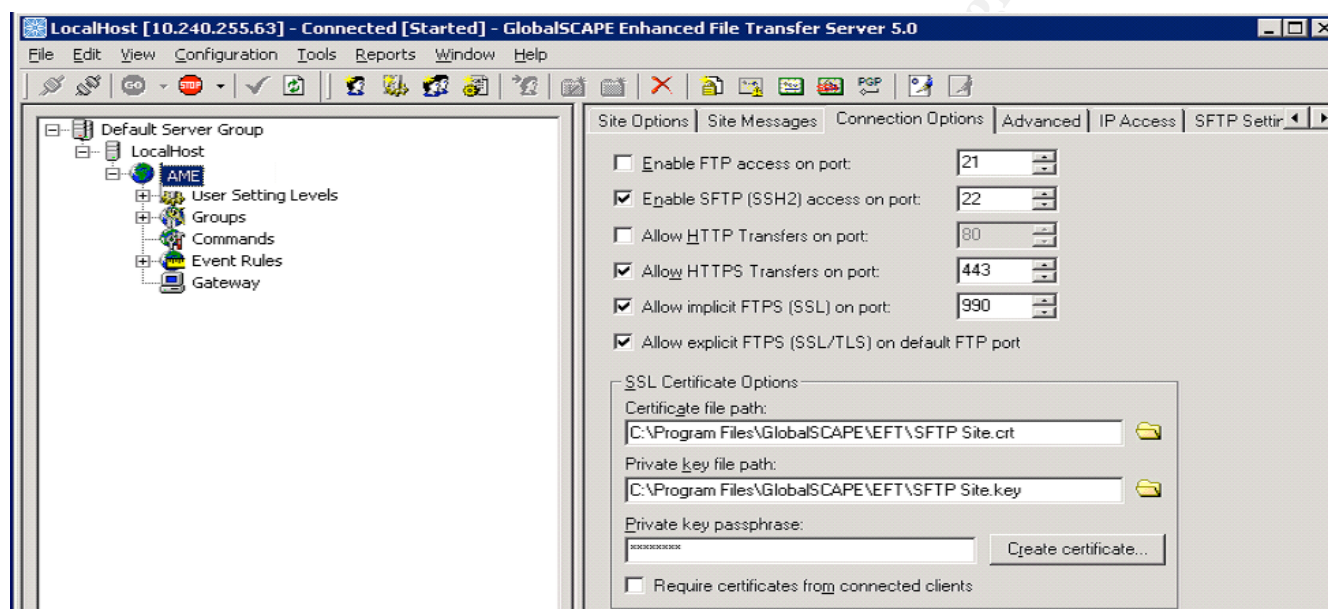 LocalHost [10.240.255.63] - Connected [Started] - GlobalSCAPE Enhanced File Transfer Server 5.0
File Edit View Configuration Tools Reports Window Help
GO STOP PGP
Default Server Group
LocalHost
AME
User Setting Levels
Groups
Commands
Event Rules
Gateway
Site Options Site Messages Connection Options Advanced IP Access SFTP Settin
Enable FTP access on port: 21
Enable SFTP (SSH2) access on port: 22
Allow HTTP Transfers on port: 80
Allow HTTPS Transfers on port: 443
Allow implicit FTPS (SSL) on port: 990
Allow explicit FTPS (SSL/TLS) on default FTP port
SSL Certificate Options
Certificate file path:
C:\Program Files\GlobalSCAPE\EFT\SFTP Site.crt
Private key file path:
C:\Program Files\GlobalSCAPE\EFT\SFTP Site.key
Private key passphrase:
xxxxxxxx
Create certificate...
Require certificates from connected clients